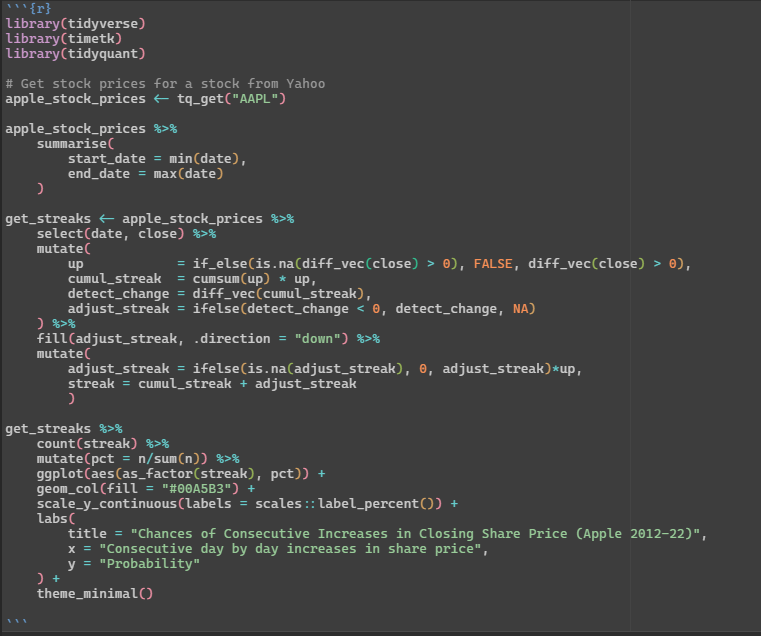 ```{r}
library(tidyverse)
library(timetk)
library(tidyquant)

# Get stock prices for a stock from Yahoo
apple_stock_prices <- tq_get("AAPL")

apple_stock_prices %>%
    summarise(
        start_date = min(date),
        end_date = max(date)
    )

get_streaks <- apple_stock_prices %>%
    select(date, close) %>%
    mutate(
        up            = if_else(is.na(diff_vec(close) > 0), FALSE, diff_vec(close) > 0),
        cumul_streak  = cumsum(up) * up,
        detect_change = diff_vec(cumul_streak),
        adjust_streak = ifelse(detect_change < 0, detect_change, NA)
    ) %>%
    fill(adjust_streak, .direction = "down") %>%
    mutate(
        adjust_streak = ifelse(is.na(adjust_streak), 0, adjust_streak)*up,
        streak = cumul_streak + adjust_streak
        )

get_streaks %>%
    count(streak) %>%
    mutate(pct = n/sum(n)) %>%
    ggplot(aes(as_factor(streak), pct)) +
    geom_col(fill = "#00A5B3") +
    scale_y_continuous(labels = scales::label_percent()) +
    labs(
        title = "Chances of Consecutive Increases in Closing Share Price (Apple 2012-22)",
        x = "Consecutive day by day increases in share price",
        y = "Probability"
    ) +
    theme_minimal()

```